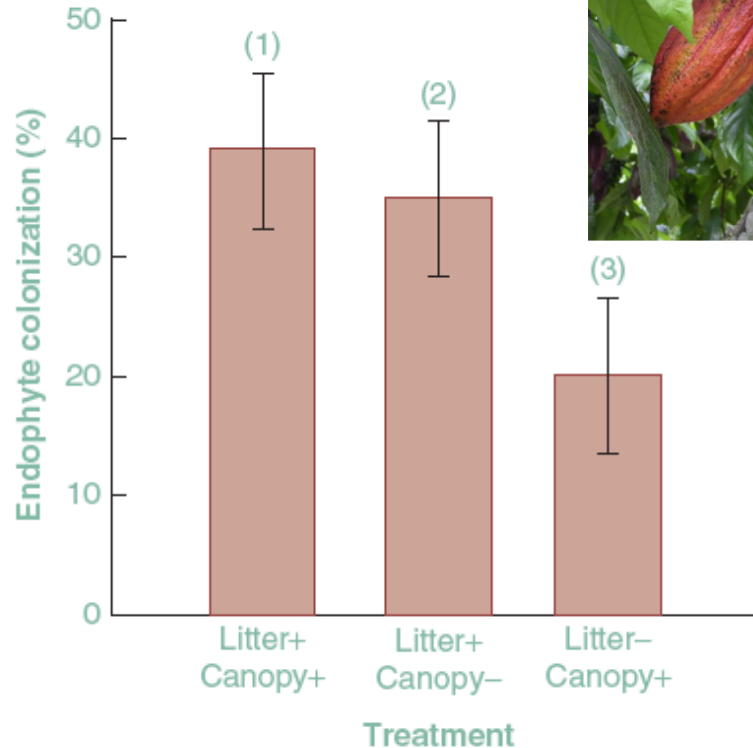 50
(1)
(2)
40
30
(3)
20
10
0
Endophyte colonization (%)
Litter+
Canopy+
Litter+
Canopy–
Litter–
Canopy+
Treatment